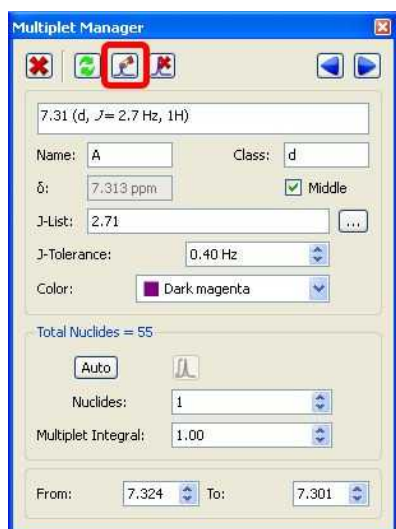 Multiplet Manager
7.31 (d, J= 2.7 Hz, 1H)
Name: A Class: d
δ: 7.313 ppm Middle
J-List: 2.71 ...
J-Tolerance: 0.40 Hz
Color: Dark magenta
Total Nuclides = 55
Auto
Nuclides: 1
Multiplet Integral: 1.00
From: 7.324 To: 7.301